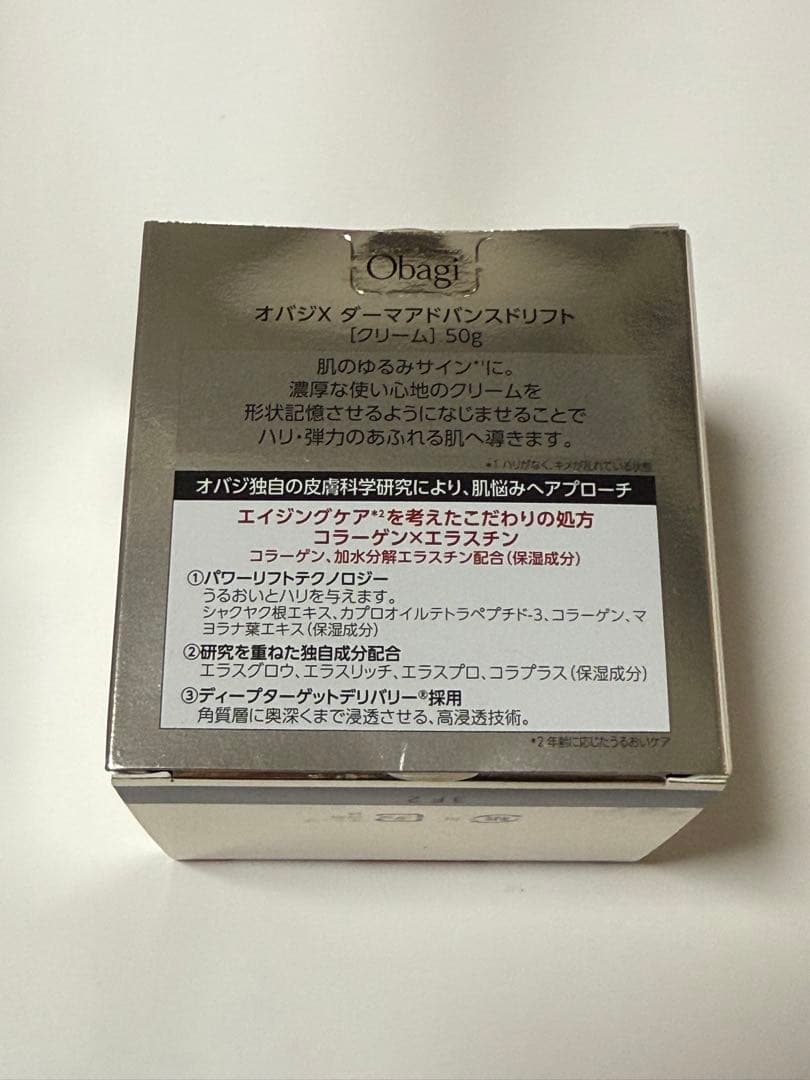 Obagi
オバジX ダーマアドバンスドリフト
[クリーム] 50g
肌のゆるみサイン*¹に。
濃厚な使い心地のクリームを
形状記憶させるようになじませることで
ハリ・弾力のあふれる肌へ導きます。
*1 ハリがなく、キメが乱れている状態
オバジ独自の皮膚科学研究により、肌悩みへアプローチ
エイジングケア*²を考えたこだわりの処方
コラーゲン×エラスチン
コラーゲン、加水分解エラスチン配合(保湿成分)
①パワーリフトテクノロジー
うるおいとハリを与えます。
シャクヤク根エキス、カプロオイルテトラペプチド-3、コラーゲン、マ
ヨラナ葉エキス(保湿成分)
②研究を重ねた独自成分配合
エラスグロウ、エラスリッチ、エラスプロ、コラプラス(保湿成分)
③ディープターゲットデリバリー®採用
角質層に奥深くまで浸透させる、高浸透技術。
*2 年齢に応じたうるおいケア